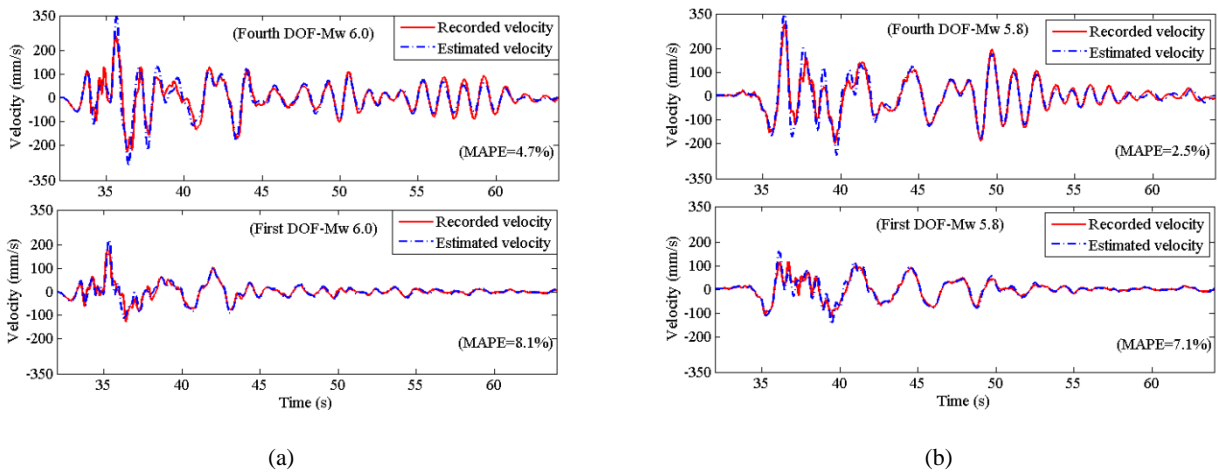 (a)
350
200
100
0
-100
-200
-350
Velocity (mm/s)
(Fourth DOF-Mw 6.0)
Recorded velocity
Estimated velocity
(MAPE=4.7%)
35 40 45 50 55 60
350
200
100
0
-100
-200
-350
Velocity (mm/s)
(First DOF-Mw 6.0)
Recorded velocity
Estimated velocity
(MAPE=8.1%)
35 40 45 50 55 60
Time (s)
(b)
350
200
100
0
-100
-200
-350
Velocity (mm/s)
(Fourth DOF-Mw 5.8)
Recorded velocity
Estimated velocity
(MAPE=2.5%)
35 40 45 50 55 60
350
200
100
0
-100
-200
-350
Velocity (mm/s)
(First DOF-Mw 5.8)
Recorded velocity
Estimated velocity
(MAPE=7.1%)
35 40 45 50 55 60
Time (s)
(a)
(b)